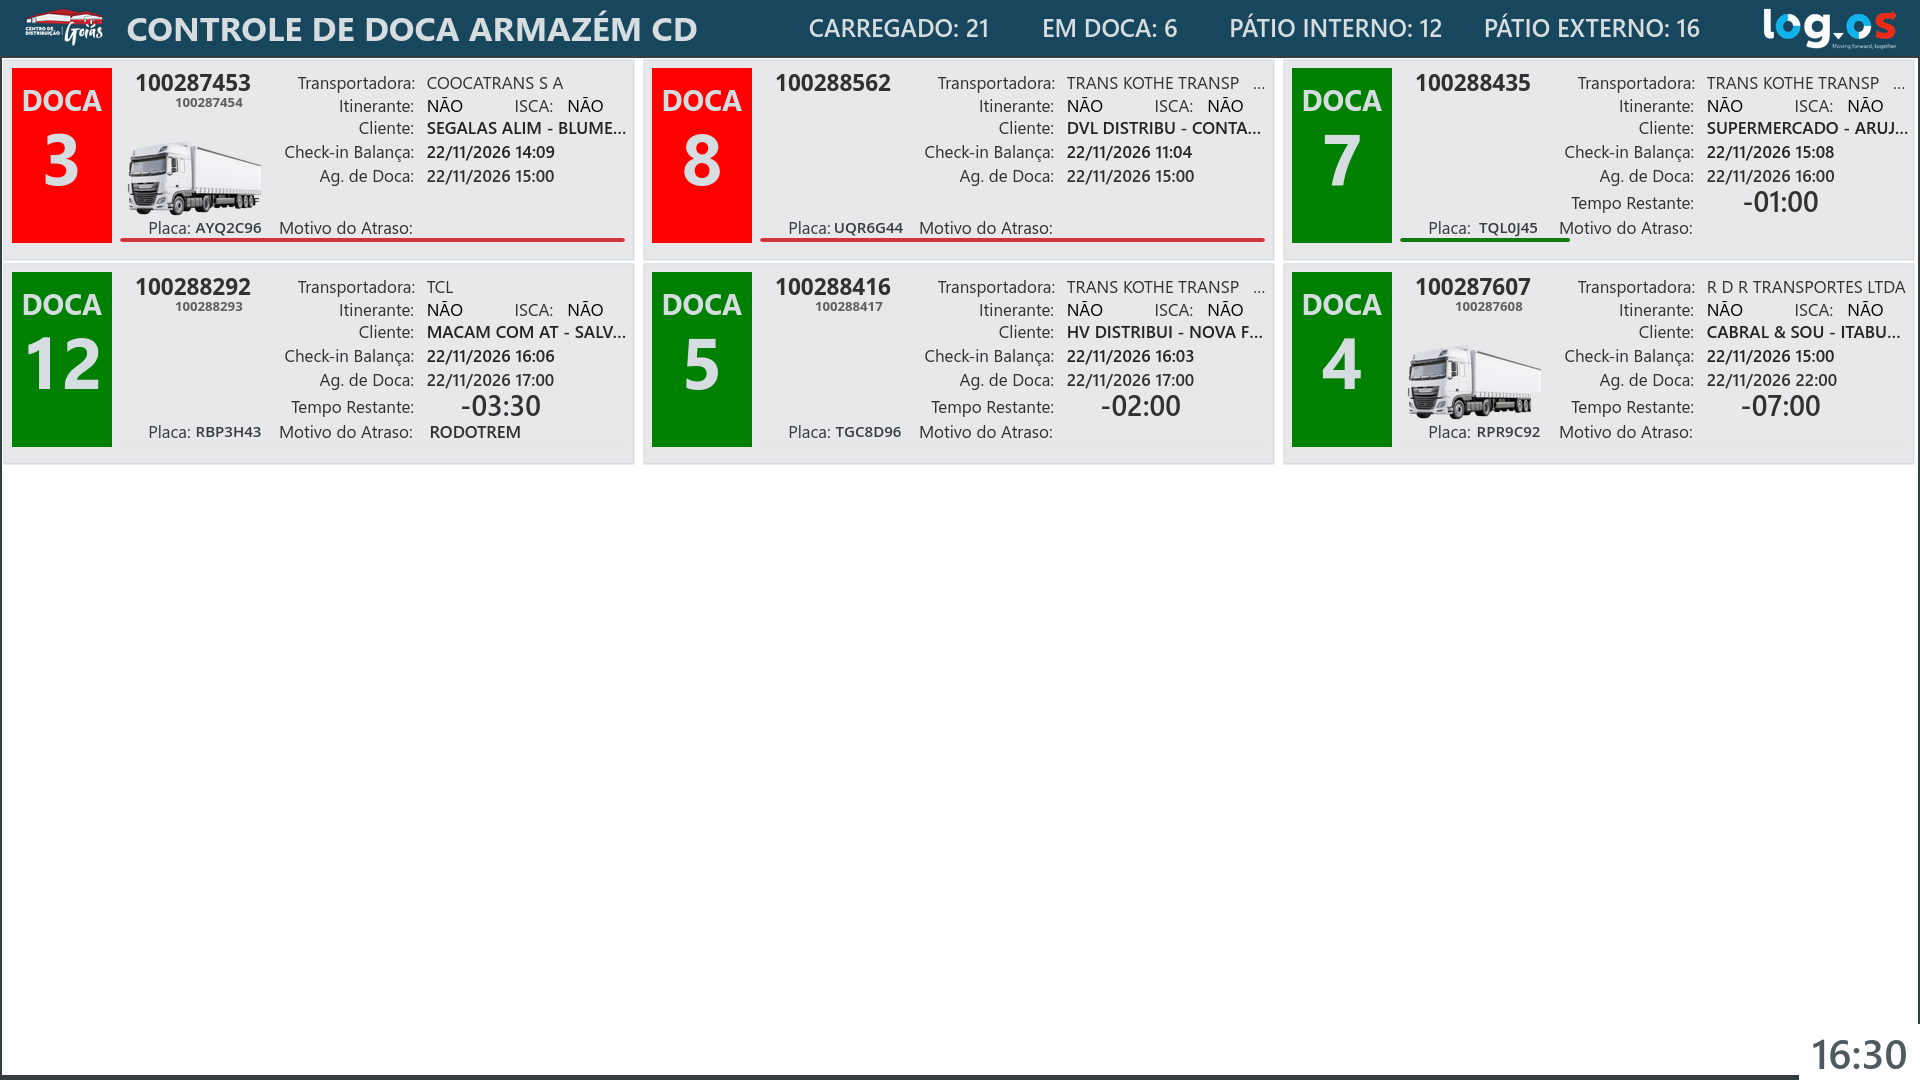 CENTRO DE DISTRIBUIÇÃO Goiás
CONTROLE DE DOCA ARMAZÉM CD
CARREGADO: 21
EM DOCA: 6
PÁTIO INTERNO: 12
PÁTIO EXTERNO: 16
log.os
Moving forward, together
DOCA
3
100287453
100287454
Transportadora: COOCATRANS S A
Itinerante: NÃO ISCA: NÃO
Cliente: SEGALAS ALIM - BLUME...
Check-in Balança: 22/11/2026 14:09
Ag. de Doca: 22/11/2026 15:00
Placa: AYQ2C96 Motivo do Atraso:
DOCA
8
100288562
Transportadora: TRANS KOTHE TRANSP ...
Itinerante: NÃO ISCA: NÃO
Cliente: DVL DISTRIBU - CONTA...
Check-in Balança: 22/11/2026 11:04
Ag. de Doca: 22/11/2026 15:00
Placa: UQR6G44 Motivo do Atraso:
DOCA
7
100288435
Transportadora: TRANS KOTHE TRANSP ...
Itinerante: NÃO ISCA: NÃO
Cliente: SUPERMERCADO - ARUJ...
Check-in Balança: 22/11/2026 15:08
Ag. de Doca: 22/11/2026 16:00
Tempo Restante: -01:00
Placa: TQL0J45 Motivo do Atraso:
DOCA
12
100288292
100288293
Transportadora: TCL
Itinerante: NÃO ISCA: NÃO
Cliente: MACAM COM AT - SALV...
Check-in Balança: 22/11/2026 16:06
Ag. de Doca: 22/11/2026 17:00
Tempo Restante: -03:30
Placa: RBP3H43 Motivo do Atraso: RODOTREM
DOCA
5
100288416
100288417
Transportadora: TRANS KOTHE TRANSP ...
Itinerante: NÃO ISCA: NÃO
Cliente: HV DISTRIBUI - NOVA F...
Check-in Balança: 22/11/2026 16:03
Ag. de Doca: 22/11/2026 17:00
Tempo Restante: -02:00
Placa: TGC8D96 Motivo do Atraso:
DOCA
4
100287607
100287608
Transportadora: R D R TRANSPORTES LTDA
Itinerante: NÃO ISCA: NÃO
Cliente: CABRAL & SOU - ITABU...
Check-in Balança: 22/11/2026 15:00
Ag. de Doca: 22/11/2026 22:00
Tempo Restante: -07:00
Placa: RPR9C92 Motivo do Atraso:
16:30